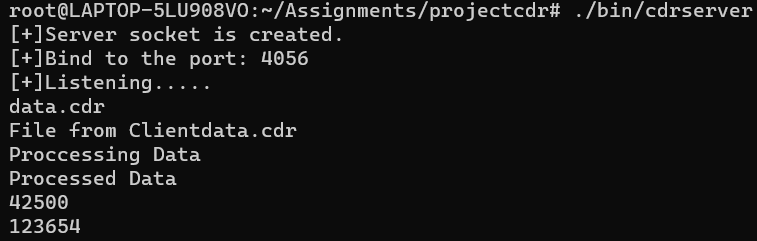 root@LAPTOP-5LU908VO:~/Assignments/projectcdr# ./bin/cdrserver
[+]Server socket is created.
[+]Bind to the port: 4056
[+]Listening.....
data.cdr
File from Clientdata.cdr
Proccessing Data
Processed Data
42500
123654